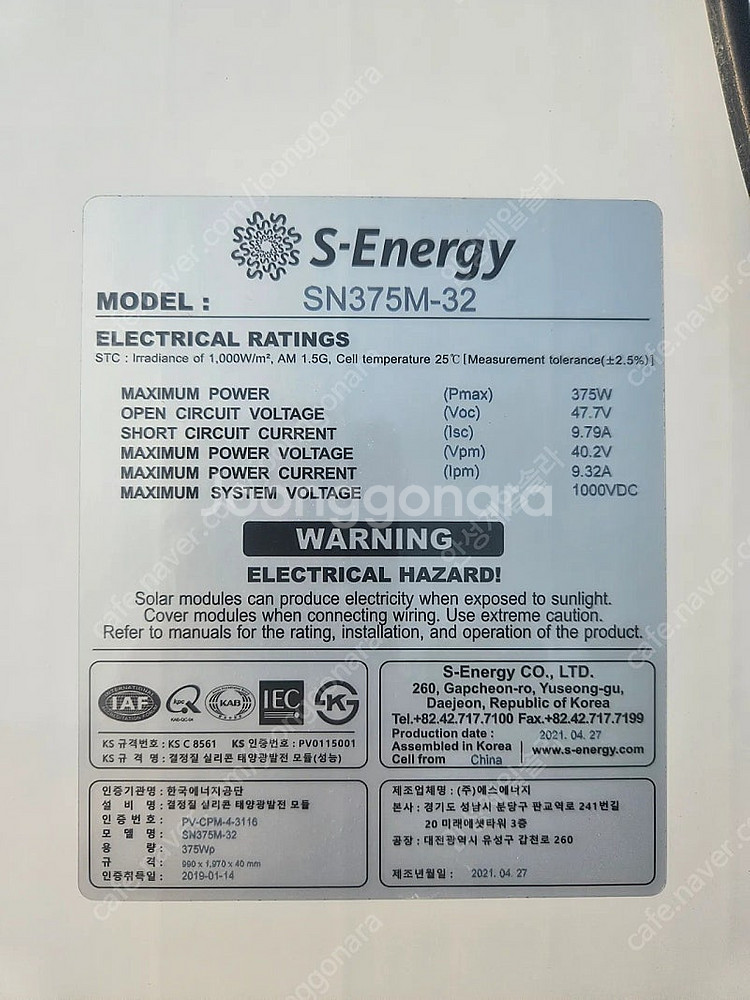 S-Energy
MODEL : SN375M-32
ELECTRICAL RATINGS
STC : Irradiance of 1,000W/m², AM 1.5G, Cell temperature 25℃ [Measurement tolerance(±2.5%)]
MAXIMUM POWER (Pmax) 375W
OPEN CIRCUIT VOLTAGE (Voc) 47.7V
SHORT CIRCUIT CURRENT (Isc) 9.79A
MAXIMUM POWER VOLTAGE (Vpm) 40.2V
MAXIMUM POWER CURRENT (Ipm) 9.32A
MAXIMUM SYSTEM VOLTAGE 1000VDC
joonggonara
WARNING
ELECTRICAL HAZARD!
Solar modules can produce electricity when exposed to sunlight.
Cover modules when connecting wiring. Use extreme caution.
Refer to manuals for the rating, installation, and operation of the product.
INTERNATIONAL
IAF KAB IEC
KAB-QC-04
KS 규격번호 : KS C 8561 KS 인증번호 : PV0115001
KS 규 격 명 : 결정질 실리콘 태양광발전 모듈(성능)
S-Energy CO., LTD.
260, Gapcheon-ro, Yuseong-gu,
Daejeon, Republic of Korea
Tel.+82.42.717.7100 Fax.+82.42.717.7199
Production date : 2021. 04. 27
Assembled in Korea www.s-energy.com
Cell from China
인증기관명 : 한국에너지공단
설 비 명 : 결정질 실리콘 태양광발전 모듈
인증번호 : PV-CPM-4-3116
모 델 명 : SN375M-32
용 량 : 375Wp
규 격 : 990 x 1,970 x 40 mm
인증취득일 : 2019-01-14
제조업체명 : (주)에스에너지
본사 : 경기도 성남시 분당구 판교역로 241번길
20 미래에셋타워 3층
공장 : 대전광역시 유성구 갑천로 260
제조년월일 : 2021. 04. 27
cafe.naver.com/joonggonara